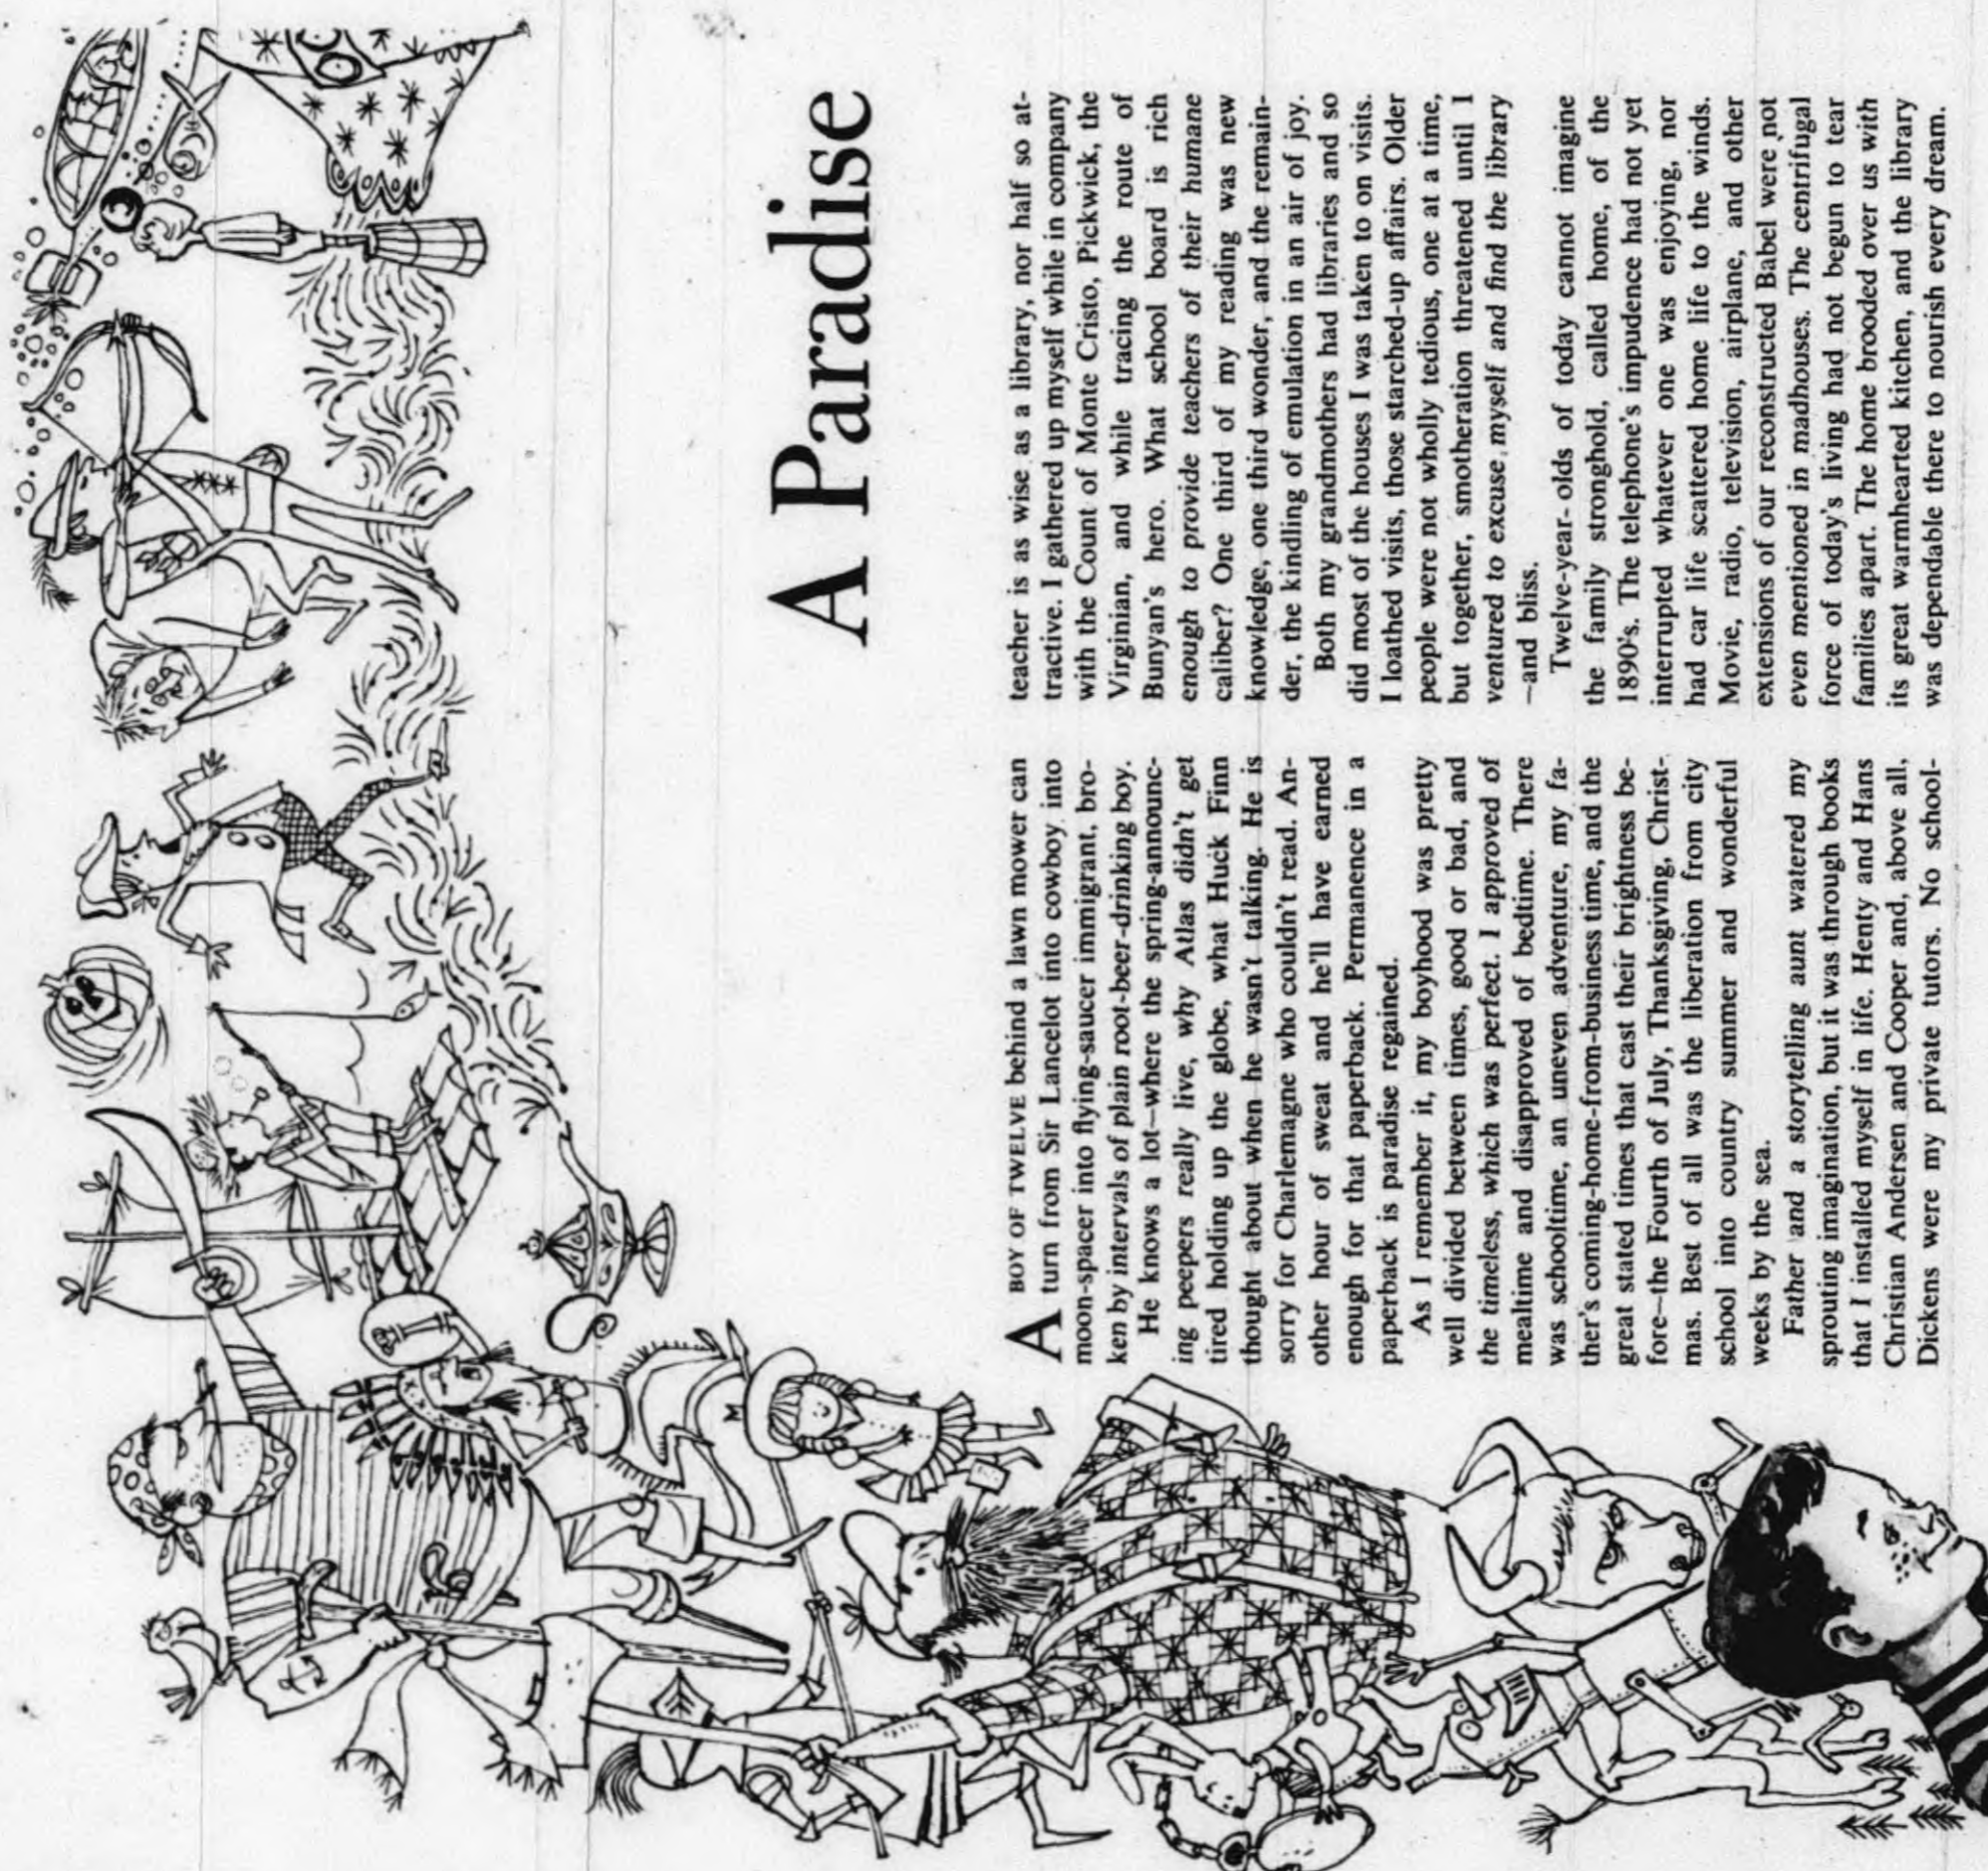 A Paradise
A BOY OF TWELVE behind a lawn mower can
turn from Sir Lancelot into cowboy into
moon-spacer into flying-saucer immigrant, bro-
ken by intervals of plain root-beer-drinking boy.
He knows a lot—where the spring-announc-
ing peepers really live, why Atlas didn't get
tired holding up the globe, what Huck Finn
thought about when he wasn't talking. He is
sorry for Charlemagne who couldn't read. An-
other hour of sweat and he'll have earned
enough for that paperback. Permanence in a
paperback is paradise regained.
As I remember it, my boyhood was pretty
well divided between times, good or bad, and
the timeless, which was perfect. I approved of
mealtime and disapproved of bedtime. There
was schooltime, an uneven adventure, my fa-
ther's coming-home-from-business time, and the
great stated times that cast their brightness be-
fore—the Fourth of July, Thanksgiving, Christ-
mas. Best of all was the liberation from city
school into country summer and wonderful
weeks by the sea.
Father and a storytelling aunt watered my
sprouting imagination, but it was through books
that I installed myself in life. Henty and Hans
Christian Andersen and Cooper and, above all,
Dickens were my private tutors. No school-
teacher is as wise as a library, nor half so at-
tractive. I gathered up myself while in company
with the Count of Monte Cristo, Pickwick, the
Virginian, and while tracing the route of
Bunyan's hero. What school board is rich
enough to provide teachers of their humane
caliber? One third of my reading was new
knowledge, one third wonder, and the remain-
der, the kindling of emulation in an air of joy.
Both my grandmothers had libraries and so
did most of the houses I was taken to on visits.
I loathed visits, those starched-up affairs. Older
people were not wholly tedious, one at a time,
but together, smotheration threatened until I
ventured to excuse myself and find the library
—and bliss.
Twelve-year-olds of today cannot imagine
the family stronghold, called home, of the
1890's. The telephone's impudence had not yet
interrupted whatever one was enjoying, nor
had car life scattered home life to the winds.
Movie, radio, television, airplane, and other
extensions of our reconstructed Babel were not
even mentioned in madhouses. The centrifugal
force of today's living had not begun to tear
families apart. The home brooded over us with
its great warmhearted kitchen, and the library
was dependable there to nourish every dream.
M